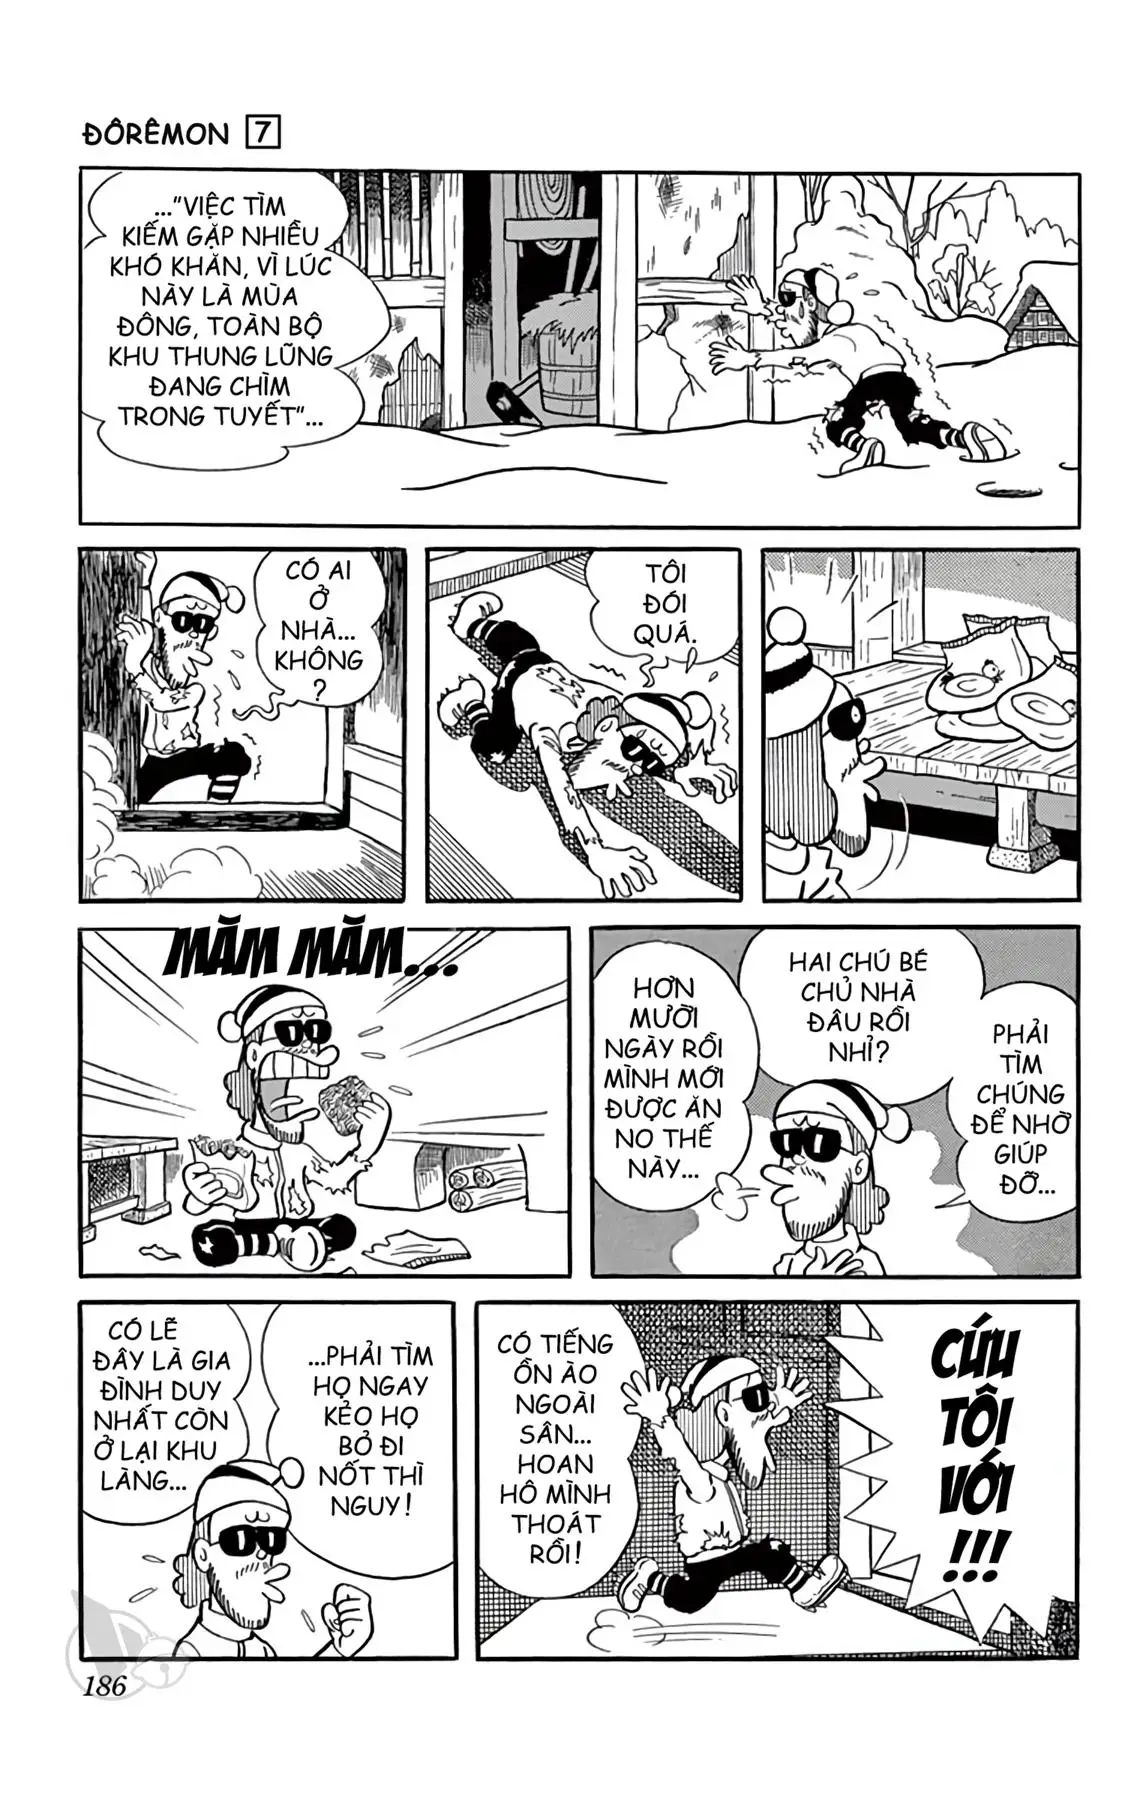 ĐÔRÊMON 7
..."VIỆC TÌM
KIẾM GẶP NHIỀU
KHÓ KHĂN, VÌ LÚC
NÀY LÀ MÙA
ĐÔNG, TOÀN BỘ
KHU THUNG LŨNG
ĐANG CHÌM
TRONG TUYẾT"...
CÓ AI
Ở
NHÀ...
KHÔNG
?
TÔI
ĐÓI
QUÁ.
MĂM MĂM...
HƠN
MƯỜI
NGÀY RỒI
MÌNH MỚI
ĐƯỢC ĂN
NO THẾ
NÀY...
HAI CHÚ BÉ
CHỦ NHÀ
ĐÂU RỒI
NHỈ?
PHẢI
TÌM
CHÚNG
ĐỂ NHỜ
GIÚP
ĐỠ...
CÓ LẼ
ĐÂY LÀ GIA
ĐÌNH DUY
NHẤT CÒN
Ở LẠI KHU
LÀNG...
...PHẢI TÌM
HỌ NGAY
KẺO HỌ
BỎ ĐI
NỐT THÌ
NGUY!
CÓ TIẾNG
ỒN ÀO
NGOÀI
SÂN...
HOAN
HÔ MÌNH
THOÁT
RỒI!
CỨU
TÔI
VỚI
!!!
186